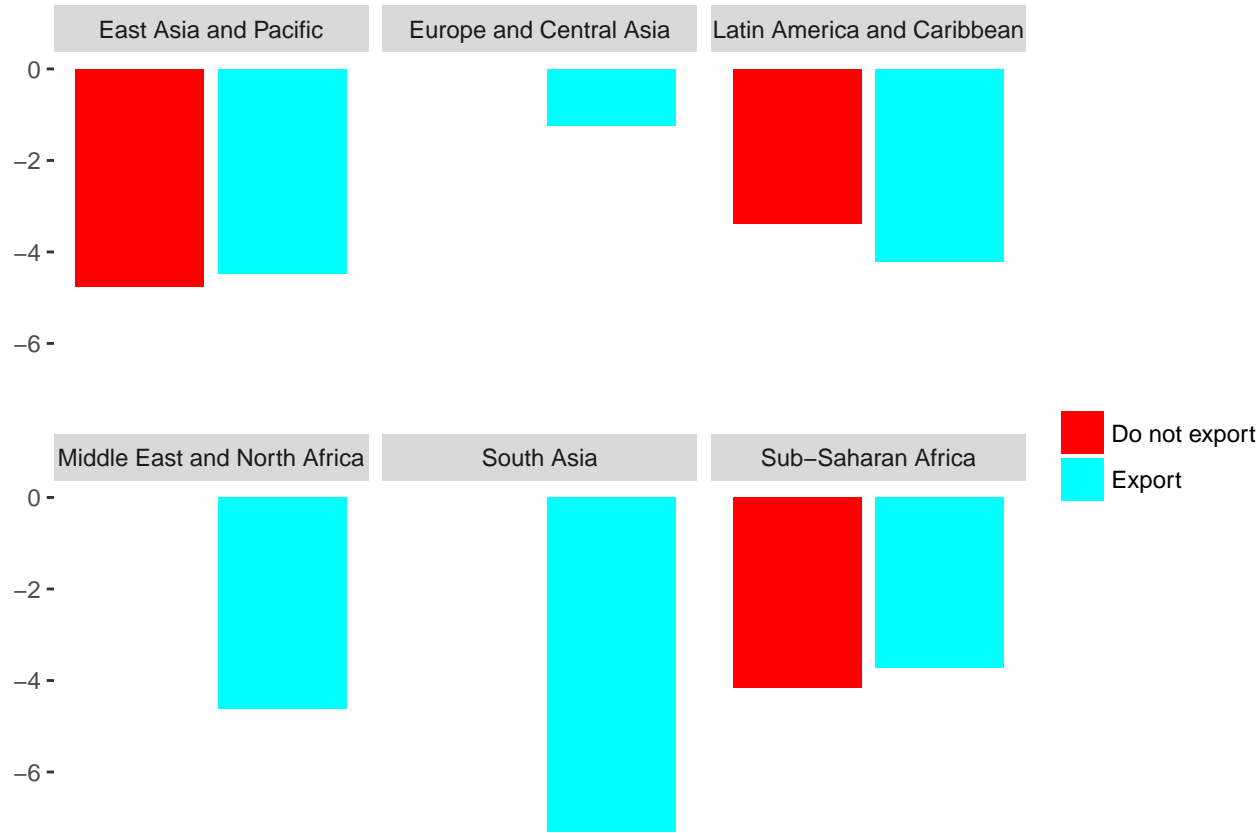 East Asia and Pacific
Europe and Central Asia
Latin America and Caribbean
0
−2
−4
−6
Middle East and North Africa
South Asia
Sub−Saharan Africa
0
−2
−4
−6
Do not export
Export